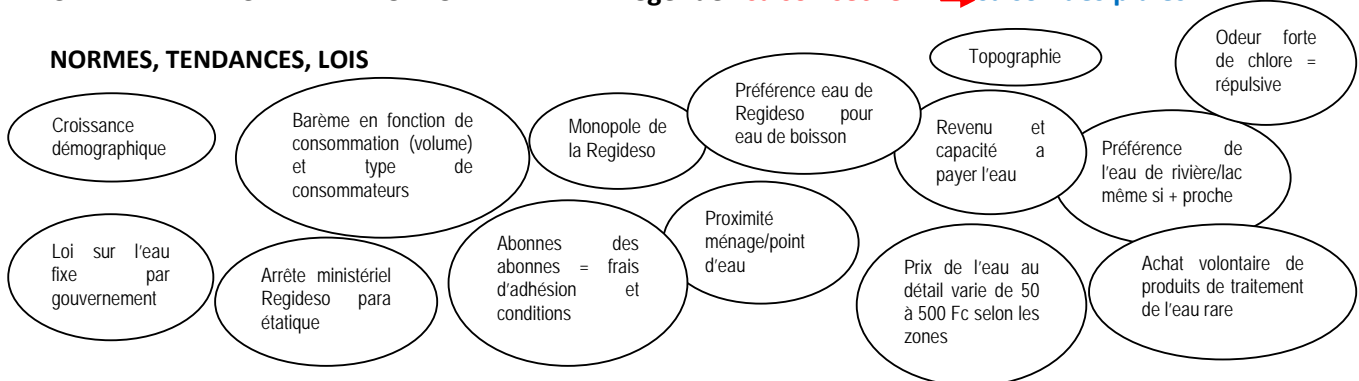 NORMES, TENDANCES, LOIS
Topographie
Odeur forte
de chlore =
répulsive
Croissance
démographique
Barème en fonction de
consommation (volume)
et type de
consommateurs
Monopole de
la Regideso
Préférence eau de
Regideso pour
eau de boisson
Revenu et
capacité a
payer l'eau
Préférence de
l'eau de rivière/lac
même si + proche
Loi sur l'eau
fixe par
gouvernement
Arrête ministériel
Regideso para
étatique
Abonnes des
abonnes = frais
d'adhésion et
conditions
Proximité
ménage/point
d'eau
Prix de l'eau au
détail varie de 50
à 500 Fc selon les
zones
Achat volontaire de
produits de traitement
de l'eau rare